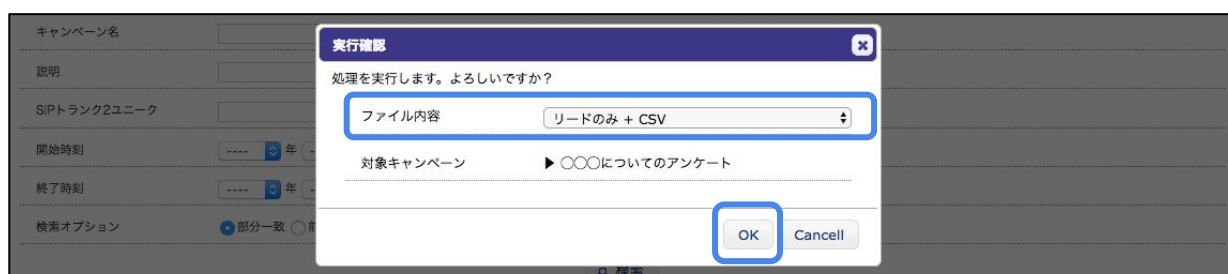 キャンペーン名
実行確認
説明
処理を実行します。よろしいですか？
SIPトランク2ユニーク
ファイル内容 リードのみ + CSV
開始時刻 ---- 年
対象キャンペーン ▶ ○○○についてのアンケート
終了時刻 ---- 年
検索オプション 部分一致 前
OK Cancell
検索